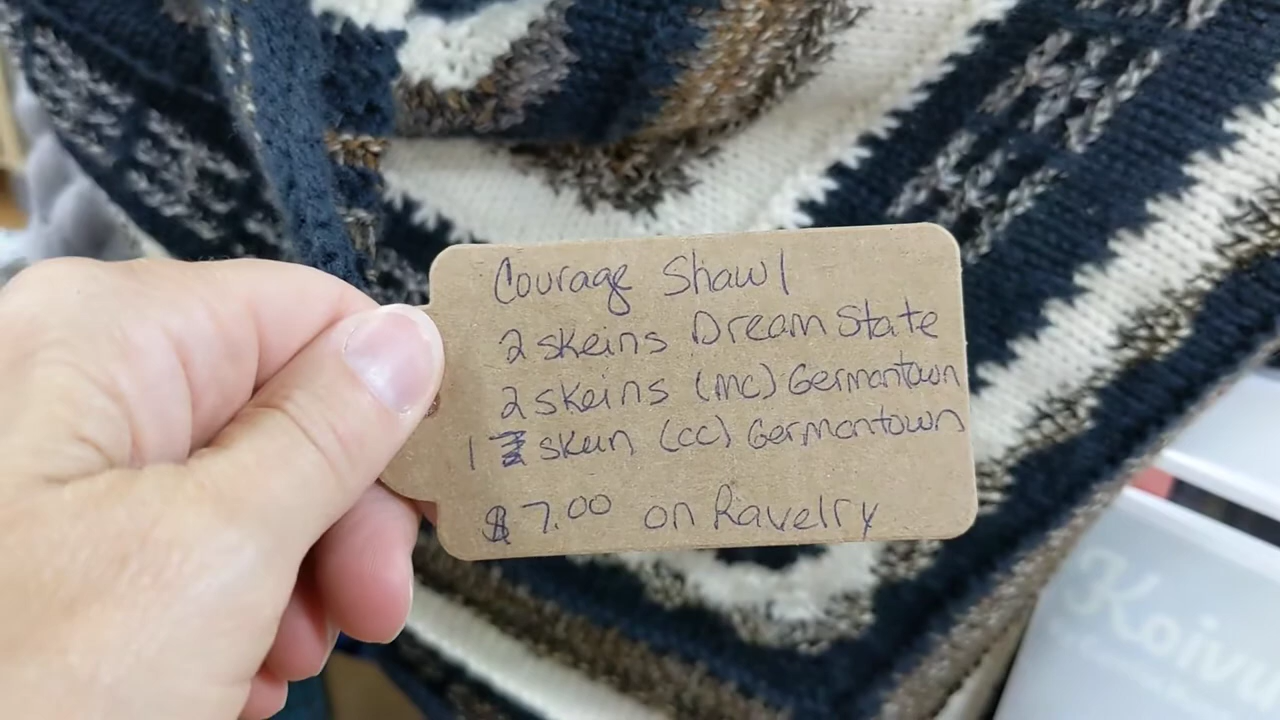 Courage Shawl
2 skeins Dream State
2 skeins (MC) Germantown
1 skein (CC) Germantown
$7.00 on Ravelry
Koivu